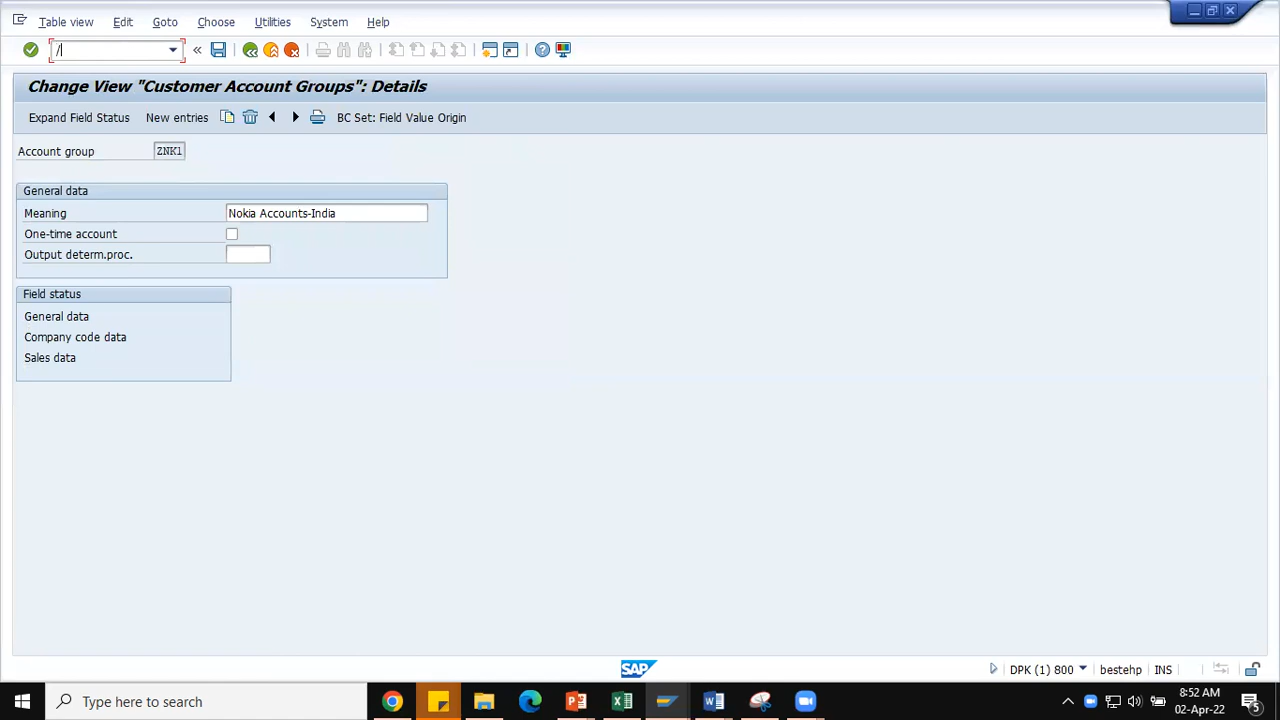 Table view Edit Goto Choose Utilities System Help
/
Change View "Customer Account Groups": Details
Expand Field Status New entries BC Set: Field Value Origin
Account group ZNK1
General data
Meaning Nokia Accounts-India
One-time account
Output determ.proc.
Field status
General data
Company code data
Sales data
SAP DPK (1) 800 bestehp INS
Type here to search
8:52 AM
02-Apr-22
5